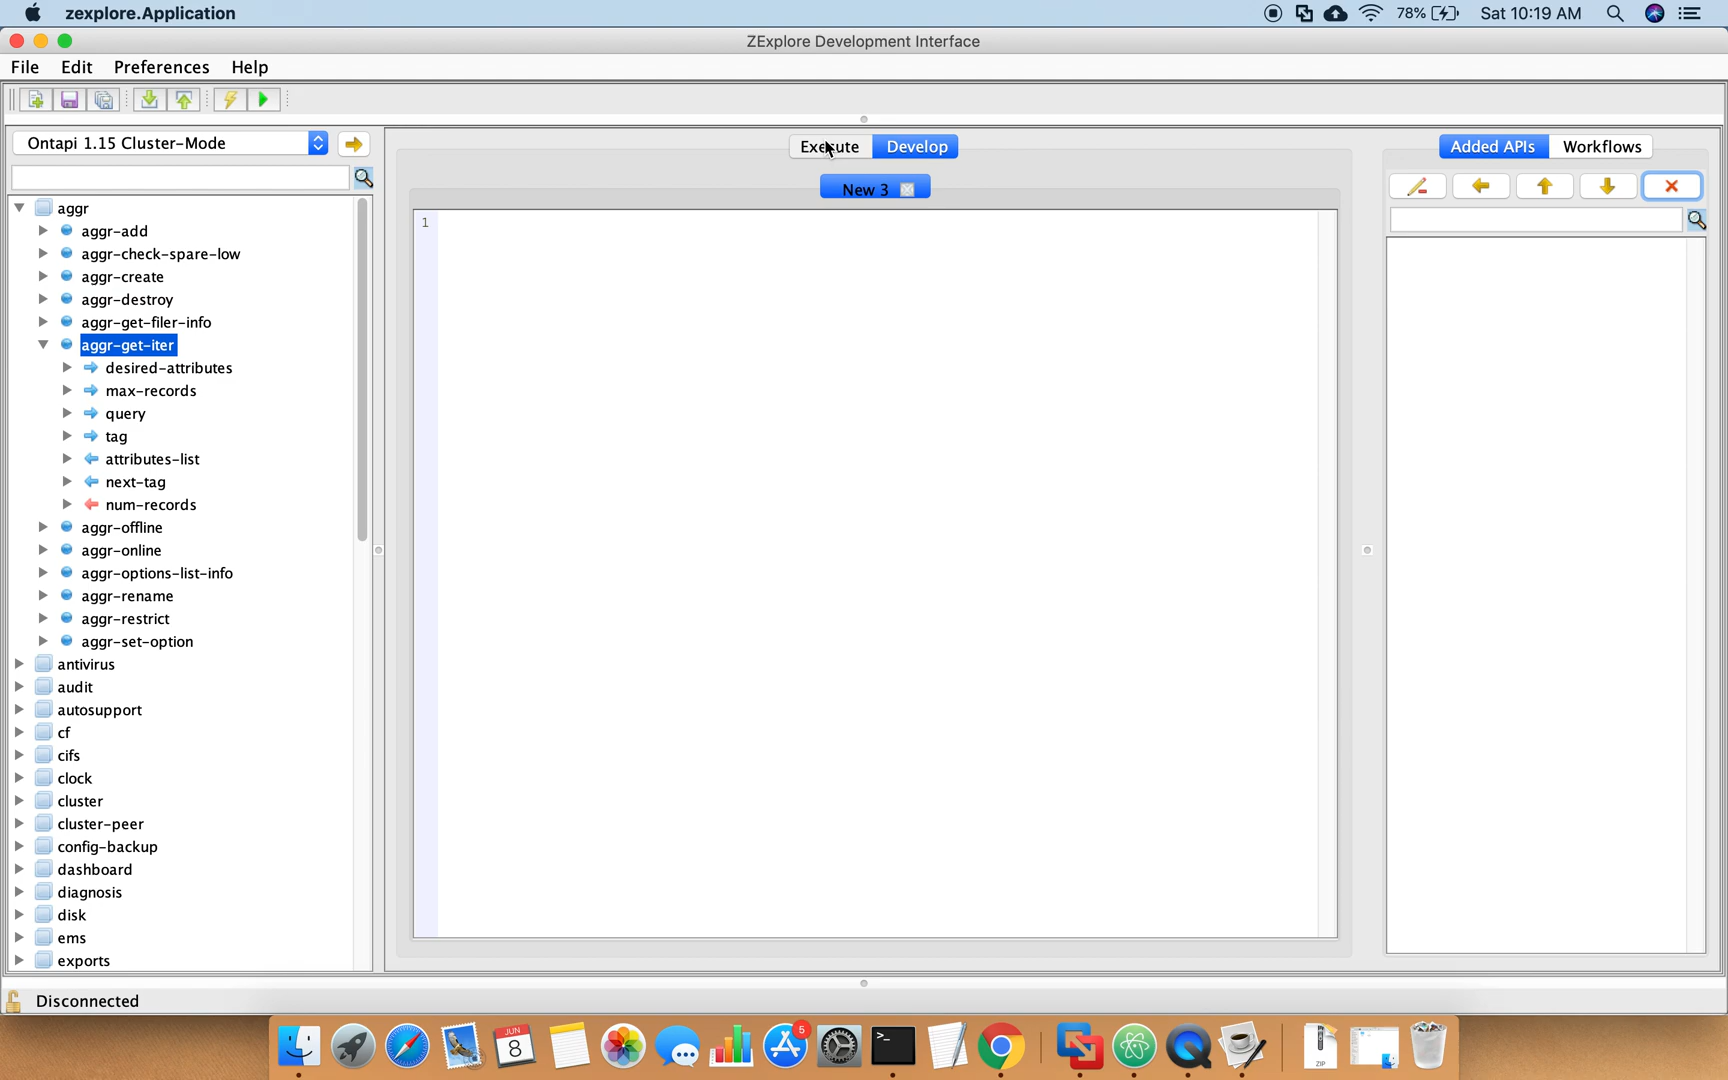 zexplore.Application
78%
Sat 10:19 AM
ZExplore Development Interface
File Edit Preferences Help
Ontapi 1.15 Cluster-Mode
Execute Develop
Added APIs Workflows
New 3
1
aggr
aggr-add
aggr-check-spare-low
aggr-create
aggr-destroy
aggr-get-filer-info
aggr-get-iter
desired-attributes
max-records
query
tag
attributes-list
next-tag
num-records
aggr-offline
aggr-online
aggr-options-list-info
aggr-rename
aggr-restrict
aggr-set-option
antivirus
audit
autosupport
cf
cifs
clock
cluster
cluster-peer
config-backup
dashboard
diagnosis
disk
ems
exports
Disconnected
JUN
8
5
>_
ZIP